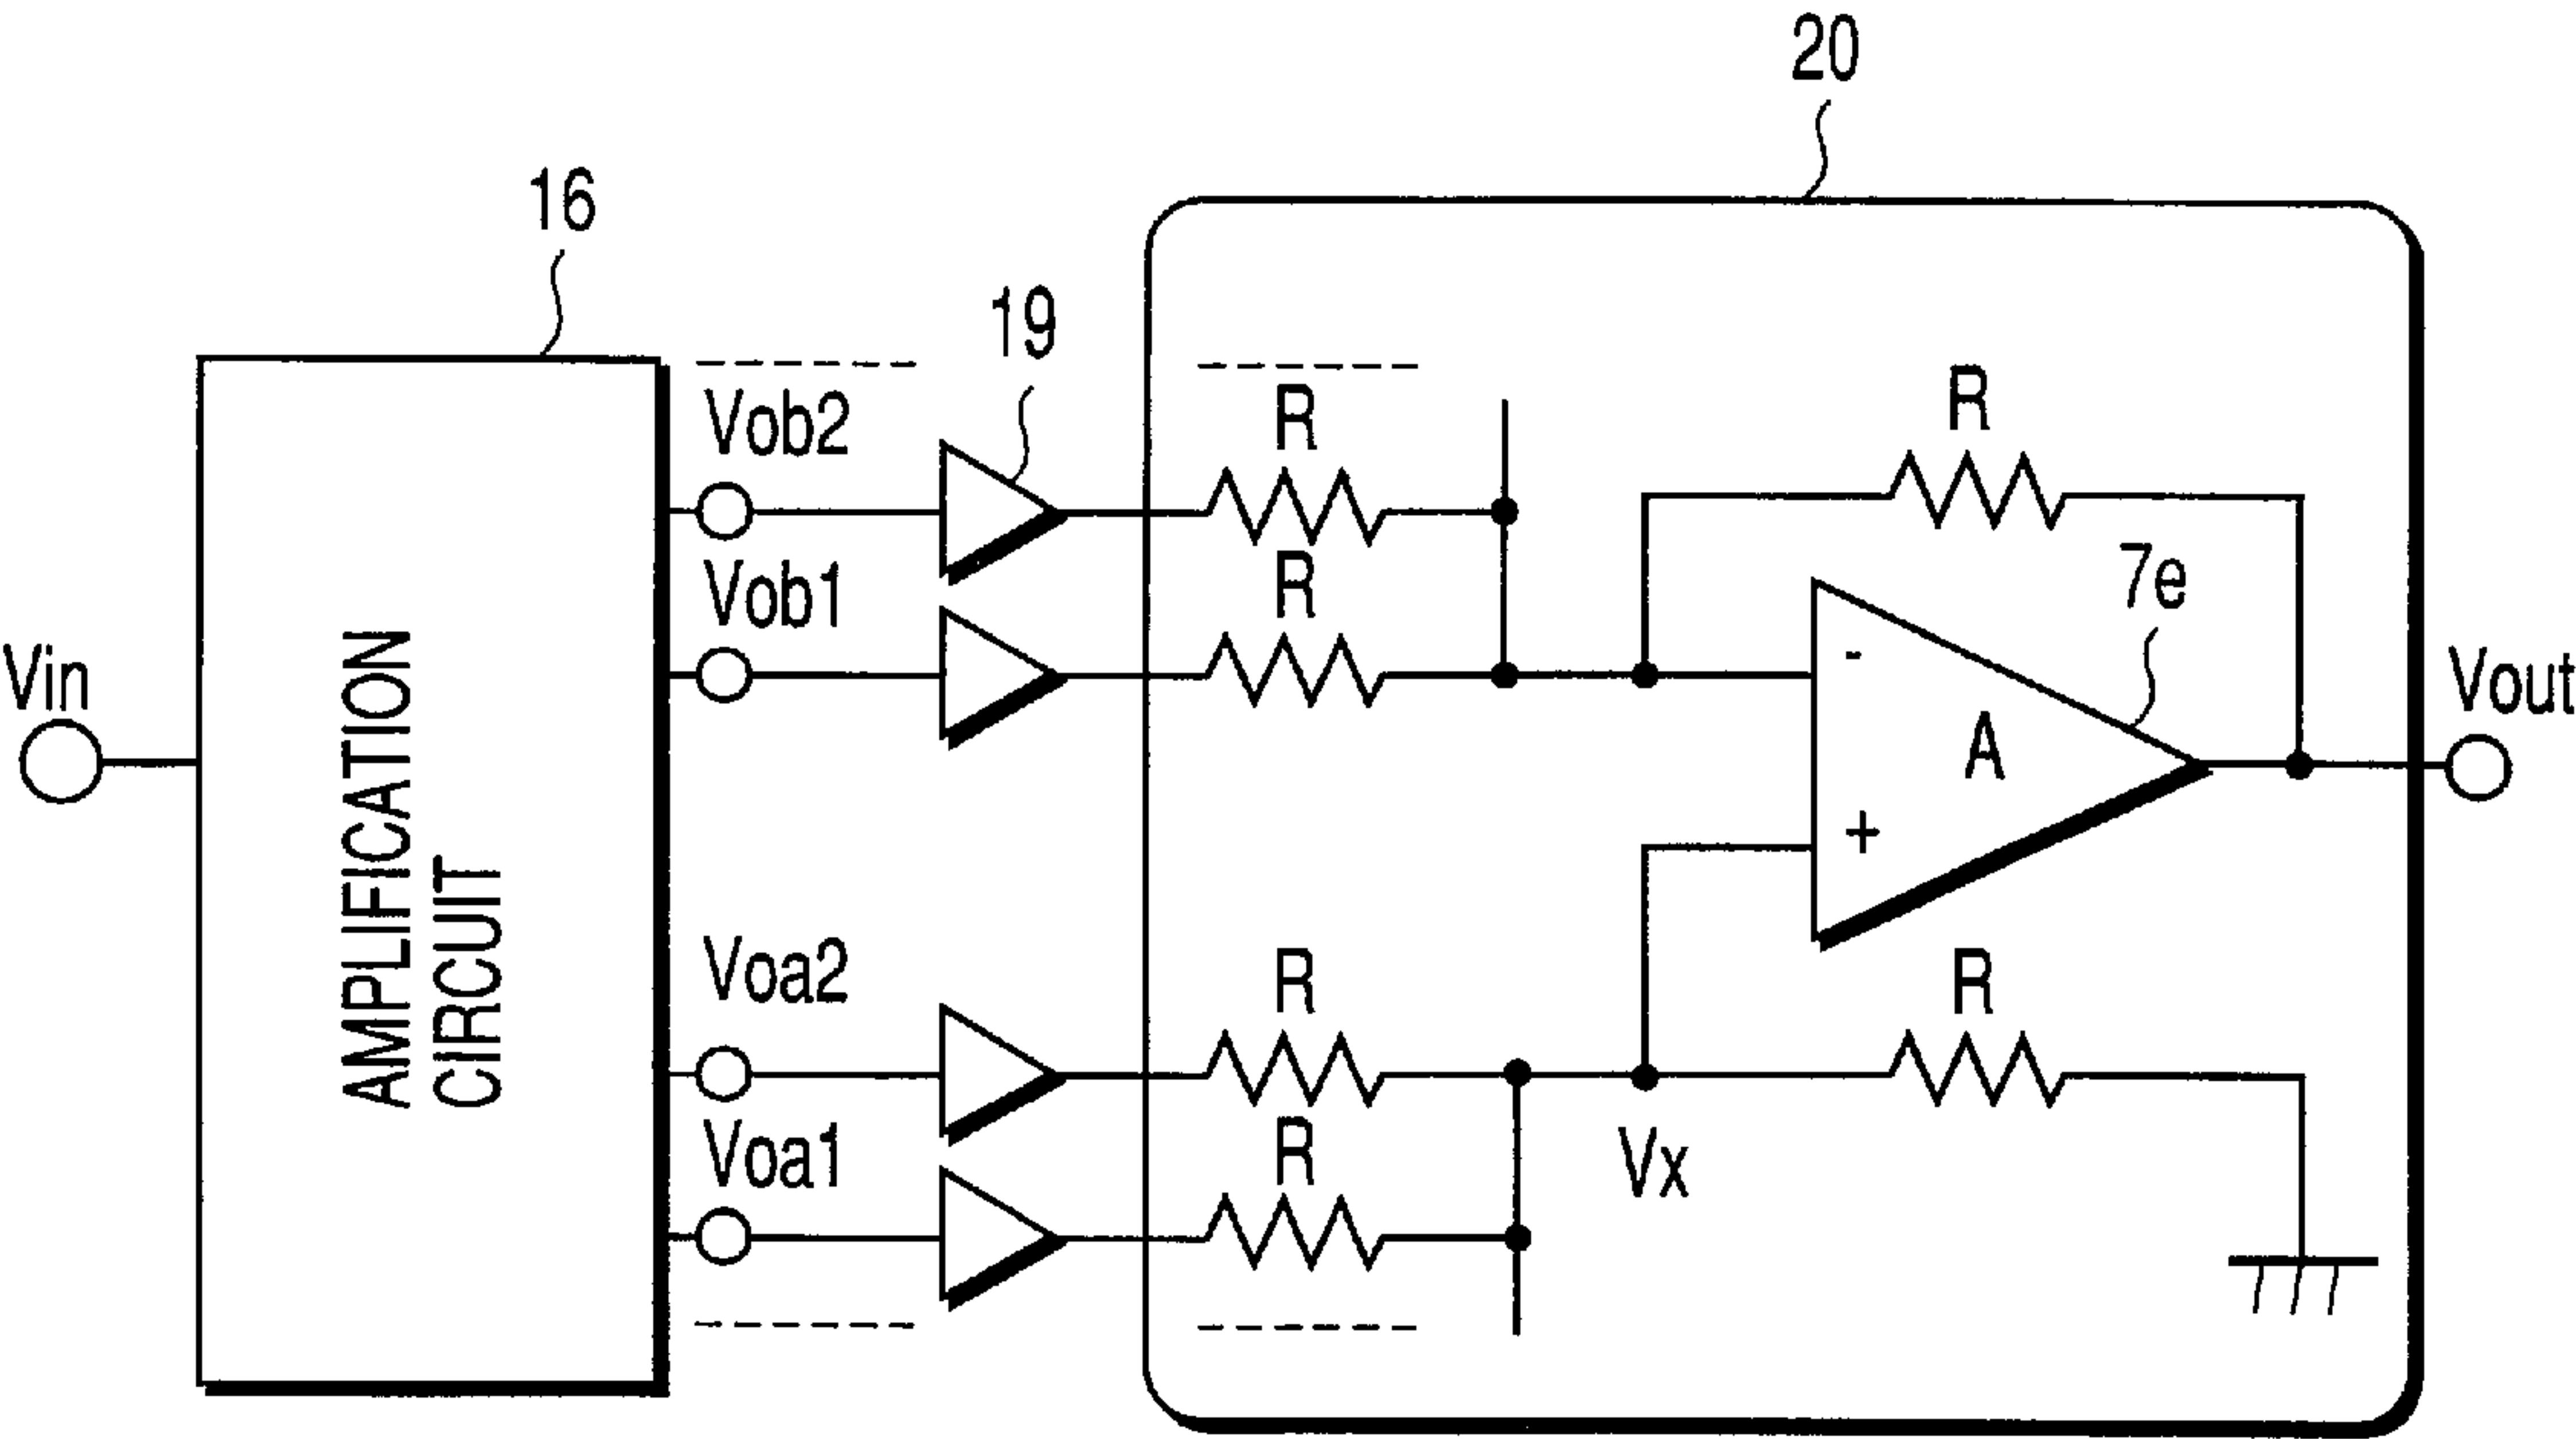 20
16
19
Vob2
R
R
Vob1
R
7e
Vin
Vout
-
A
+
AMPLIFICATION
CIRCUIT
Voa2
R
R
Voa1
R
Vx